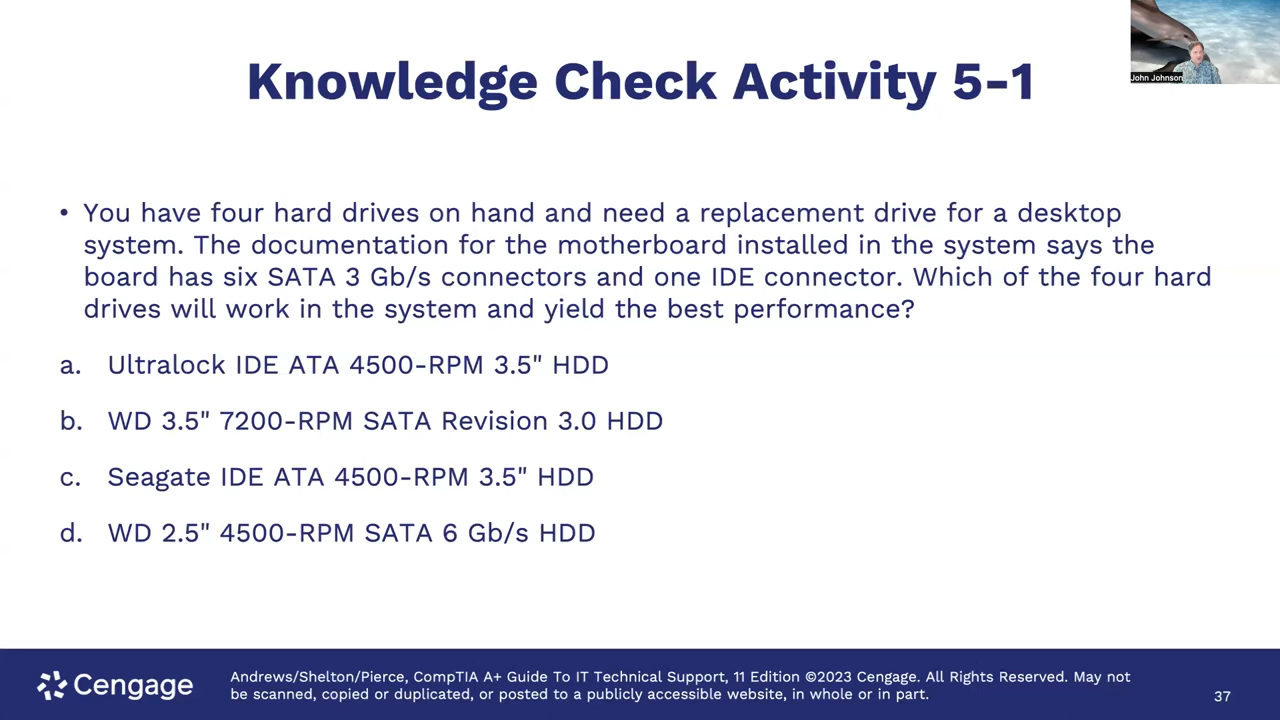 Knowledge Check Activity 5-1
John Johnson
• You have four hard drives on hand and need a replacement drive for a desktop
system. The documentation for the motherboard installed in the system says the
board has six SATA 3 Gb/s connectors and one IDE connector. Which of the four hard
drives will work in the system and yield the best performance?
a. Ultralock IDE ATA 4500-RPM 3.5" HDD
b. WD 3.5" 7200-RPM SATA Revision 3.0 HDD
c. Seagate IDE ATA 4500-RPM 3.5" HDD
d. WD 2.5" 4500-RPM SATA 6 Gb/s HDD
Cengage
Andrews/Shelton/Pierce, CompTIA A+ Guide To IT Technical Support, 11 Edition ©2023 Cengage. All Rights Reserved. May not
be scanned, copied or duplicated, or posted to a publicly accessible website, in whole or in part.
37